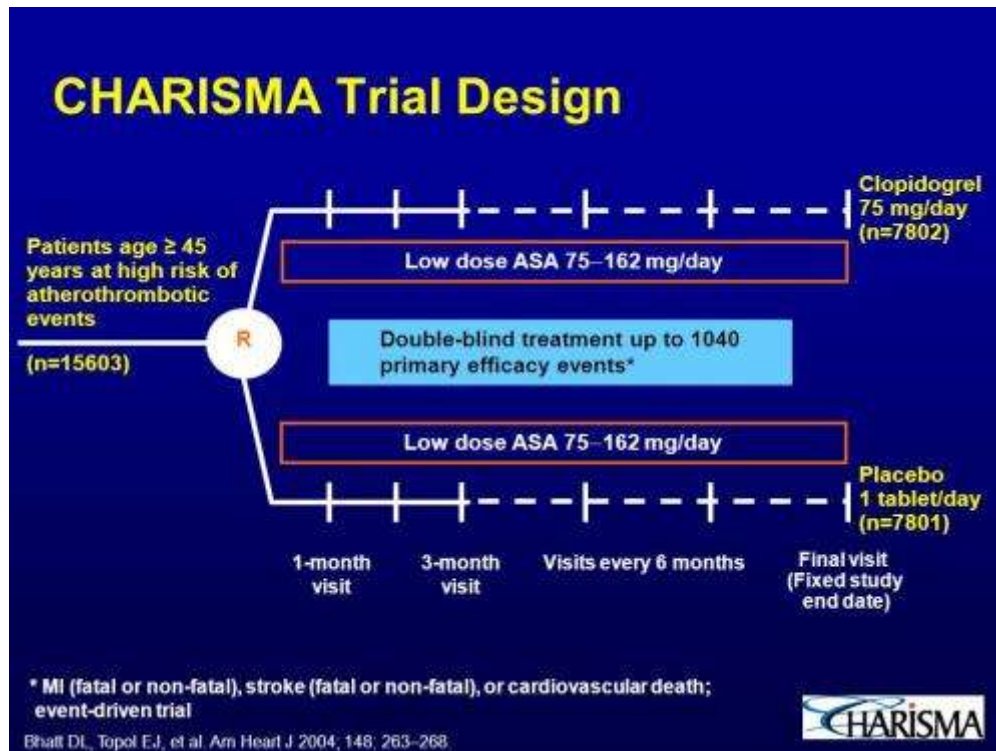 CHARISMA Trial Design
Patients age ≥ 45
years at high risk of
atherothrombotic
events
(n=15603)
R
Clopidogrel
75 mg/day
(n=7802)
Low dose ASA 75–162 mg/day
Double-blind treatment up to 1040
primary efficacy events*
Low dose ASA 75–162 mg/day
Placebo
1 tablet/day
(n=7801)
1-month
visit
3-month
visit
Visits every 6 months
Final visit
(Fixed study
end date)
* MI (fatal or non-fatal), stroke (fatal or non-fatal), or cardiovascular death;
event-driven trial
Bhatt DL, Topol EJ, et al. Am Heart J 2004; 148: 263–268
CHARISMA